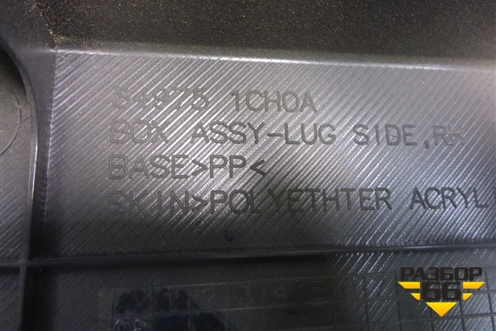 84975 1CH0A
BOX ASSY-LUG SIDE,RH
BASE>PP<
SKIN>POLYETHTER ACRYL
РАЗБОР
66